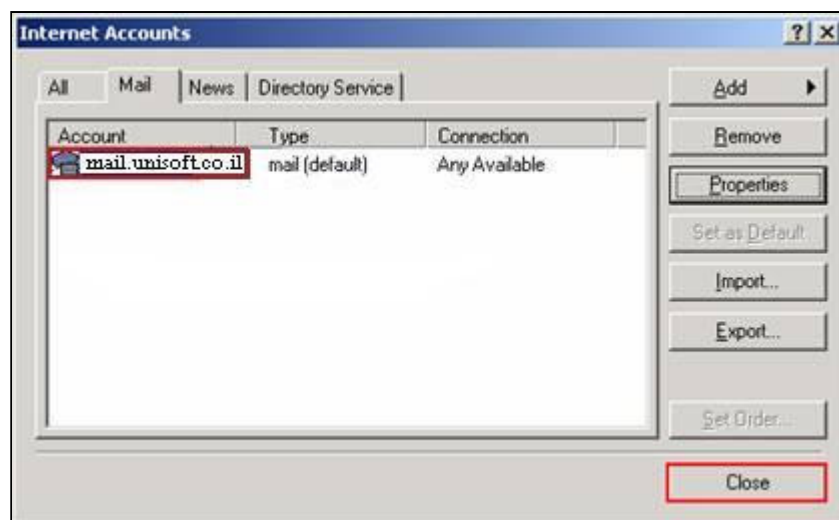 Internet Accounts
All Mail News Directory Service
Add
Account Type Connection
Remove
mail.unisoft.co.il mail (default) Any Available
Properties
Set as Default
Import...
Export...
Set Order...
Close